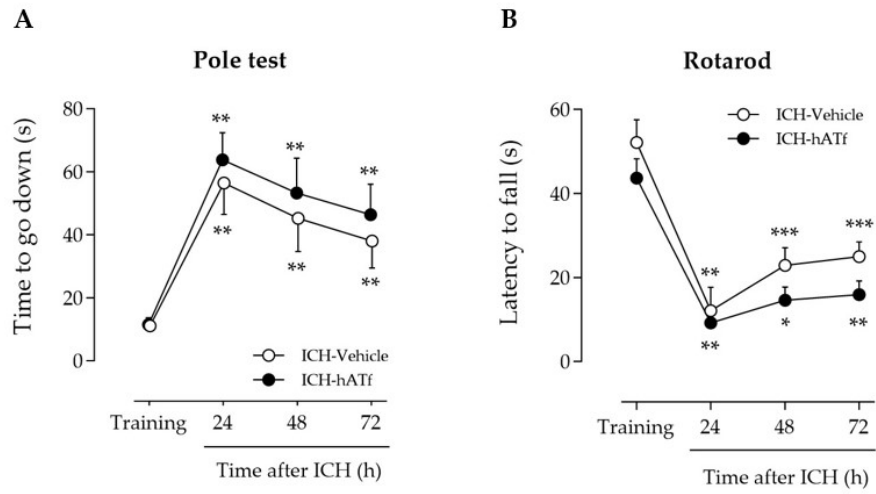 A
Pole test
Time to go down (s)
80
60
40
20
0
**
**
**
**
**
**
ICH-Vehicle
ICH-hATf
Training 24 48 72
Time after ICH (h)
B
Rotarod
Latency to fall (s)
60
40
20
0
ICH-Vehicle
ICH-hATf
**
***
***
**
*
**
Training 24 48 72
Time after ICH (h)